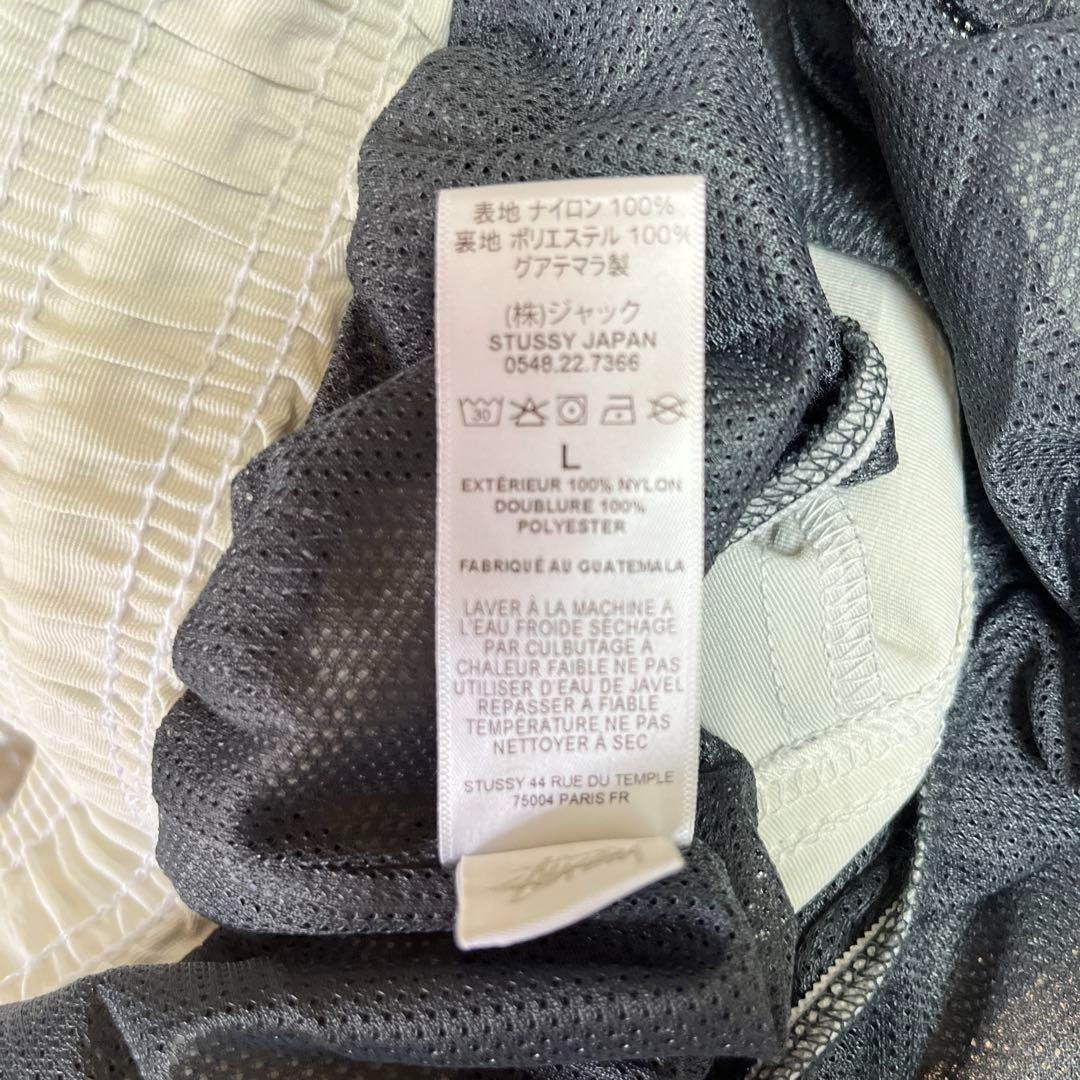 表地 ナイロン 100%
裏地 ポリエステル 100%
グアテマラ製
(株)ジャック
STUSSY JAPAN
0548.22.7366
30
L
EXTÉRIEUR 100% NYLON
DOUBLURE 100%
POLYESTER
FABRIQUÉ AU GUATEMALA
LAVER À LA MACHINE A
L'EAU FROIDE SÉCHAGE
PAR CULBUTAGE A
CHALEUR FAIBLE NE PAS
UTILISER D'EAU DE JAVEL
REPASSER A FIABLE
TEMPÉRATURE NE PAS
NETTOYER À SEC
STUSSY 44 RUE DU TEMPLE
75004 PARIS FR